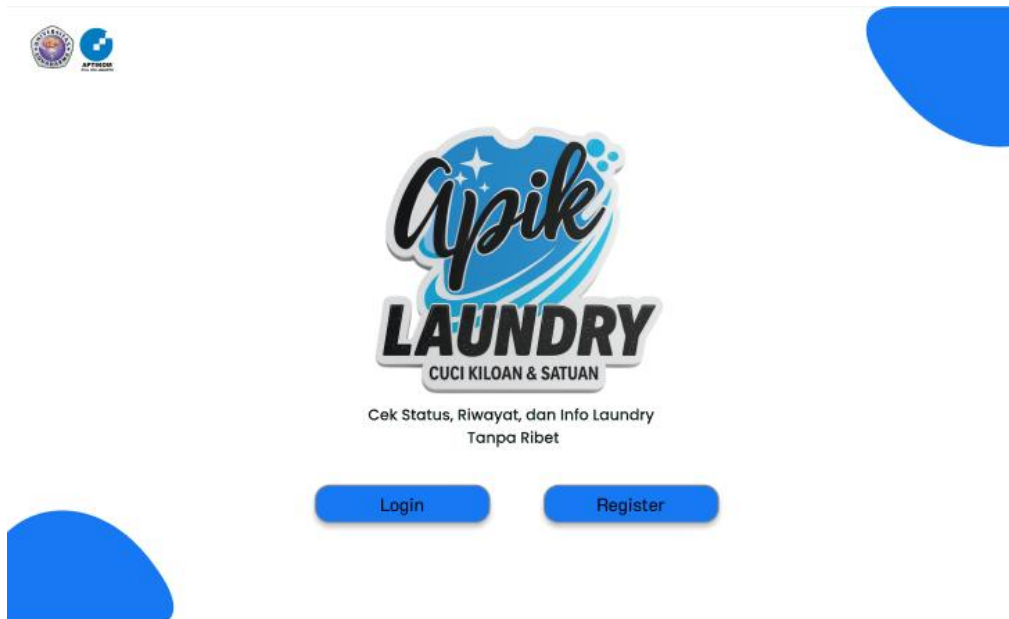 APTIKOM
apik
LAUNDRY
CUCI KILOAN & SATUAN
Cek Status, Riwayat, dan Info Laundry
Tanpa Ribet
Login
Register